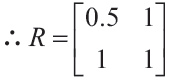 ∴ R = [0.5 1
1 1]